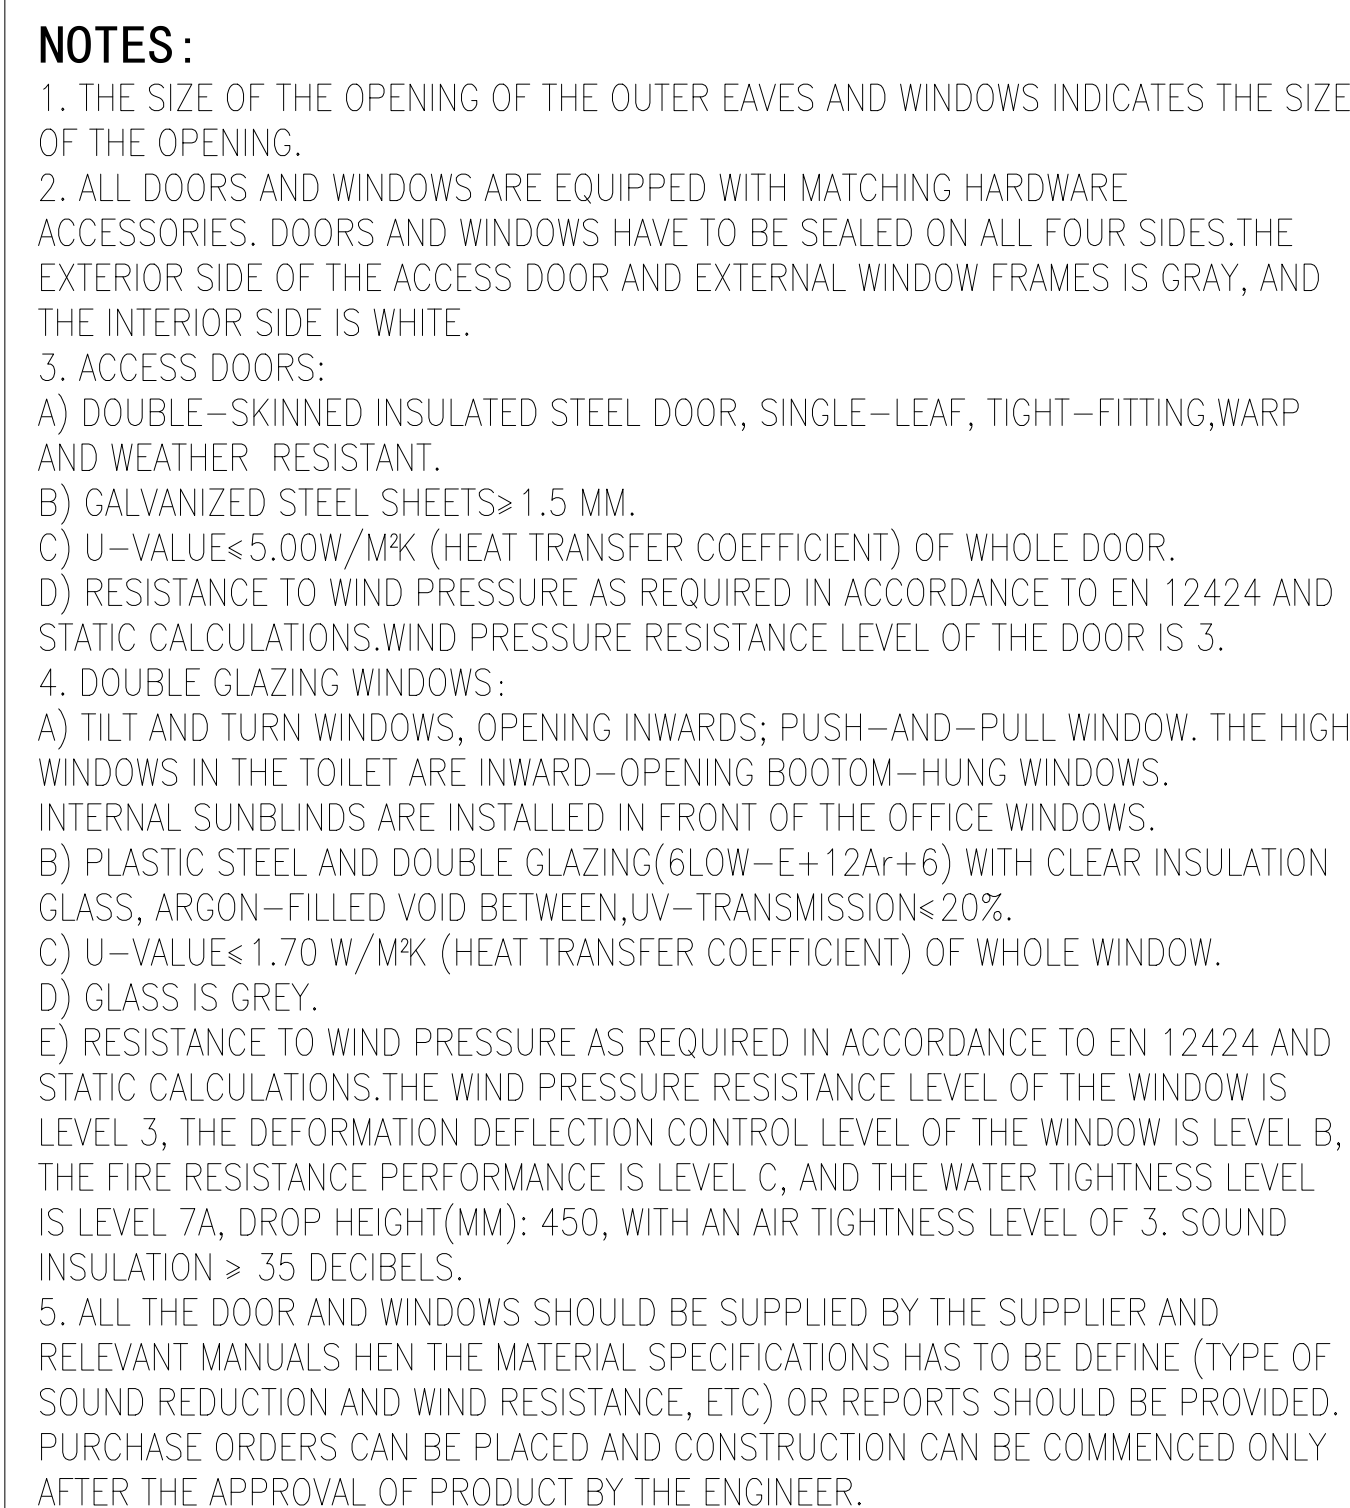 NOTES:
1. THE SIZE OF THE OPENING OF THE OUTER EAVES AND WINDOWS INDICATES THE SIZE
OF THE OPENING.
2. ALL DOORS AND WINDOWS ARE EQUIPPED WITH MATCHING HARDWARE
ACCESSORIES. DOORS AND WINDOWS HAVE TO BE SEALED ON ALL FOUR SIDES.THE
EXTERIOR SIDE OF THE ACCESS DOOR AND EXTERNAL WINDOW FRAMES IS GRAY, AND
THE INTERIOR SIDE IS WHITE.
3. ACCESS DOORS:
A) DOUBLE-SKINNED INSULATED STEEL DOOR, SINGLE-LEAF, TIGHT-FITTING,WARP
AND WEATHER  RESISTANT.
B) GALVANIZED STEEL SHEETS⩾1.5 MM.
C) U-VALUE⩽5.00W/M²K (HEAT TRANSFER COEFFICIENT) OF WHOLE DOOR.
D) RESISTANCE TO WIND PRESSURE AS REQUIRED IN ACCORDANCE TO EN 12424 AND
STATIC CALCULATIONS.WIND PRESSURE RESISTANCE LEVEL OF THE DOOR IS 3.
4. DOUBLE GLAZING WINDOWS:
A) TILT AND TURN WINDOWS, OPENING INWARDS; PUSH-AND-PULL WINDOW. THE HIGH
WINDOWS IN THE TOILET ARE INWARD-OPENING BOOTOM-HUNG WINDOWS.
INTERNAL SUNBLINDS ARE INSTALLED IN FRONT OF THE OFFICE WINDOWS.
B) PLASTIC STEEL AND DOUBLE GLAZING(6LOW-E+12Ar+6) WITH CLEAR INSULATION
GLASS, ARGON-FILLED VOID BETWEEN,UV-TRANSMISSION⩽20%.
C) U-VALUE⩽1.70 W/M²K (HEAT TRANSFER COEFFICIENT) OF WHOLE WINDOW.
D) GLASS IS GREY.
E) RESISTANCE TO WIND PRESSURE AS REQUIRED IN ACCORDANCE TO EN 12424 AND
STATIC CALCULATIONS.THE WIND PRESSURE RESISTANCE LEVEL OF THE WINDOW IS
LEVEL 3, THE DEFORMATION DEFLECTION CONTROL LEVEL OF THE WINDOW IS LEVEL B,
THE FIRE RESISTANCE PERFORMANCE IS LEVEL C, AND THE WATER TIGHTNESS LEVEL
IS LEVEL 7A, DROP HEIGHT(MM): 450, WITH AN AIR TIGHTNESS LEVEL OF 3. SOUND
INSULATION ⩾ 35 DECIBELS.
5. ALL THE DOOR AND WINDOWS SHOULD BE SUPPLIED BY THE SUPPLIER AND
RELEVANT MANUALS HEN THE MATERIAL SPECIFICATIONS HAS TO BE DEFINE (TYPE OF
SOUND REDUCTION AND WIND RESISTANCE, ETC) OR REPORTS SHOULD BE PROVIDED.
PURCHASE ORDERS CAN BE PLACED AND CONSTRUCTION CAN BE COMMENCED ONLY
AFTER THE APPROVAL OF PRODUCT BY THE ENGINEER.